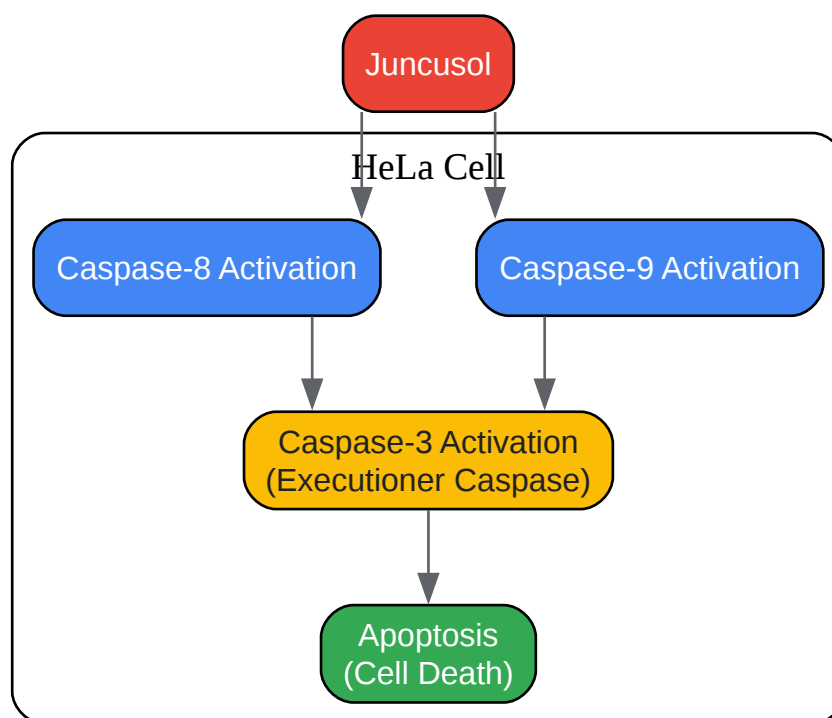 Juncusol
HeLa Cell
Caspase-8 Activation
Caspase-9 Activation
Caspase-3 Activation
(Executioner Caspase)
Apoptosis
(Cell Death)